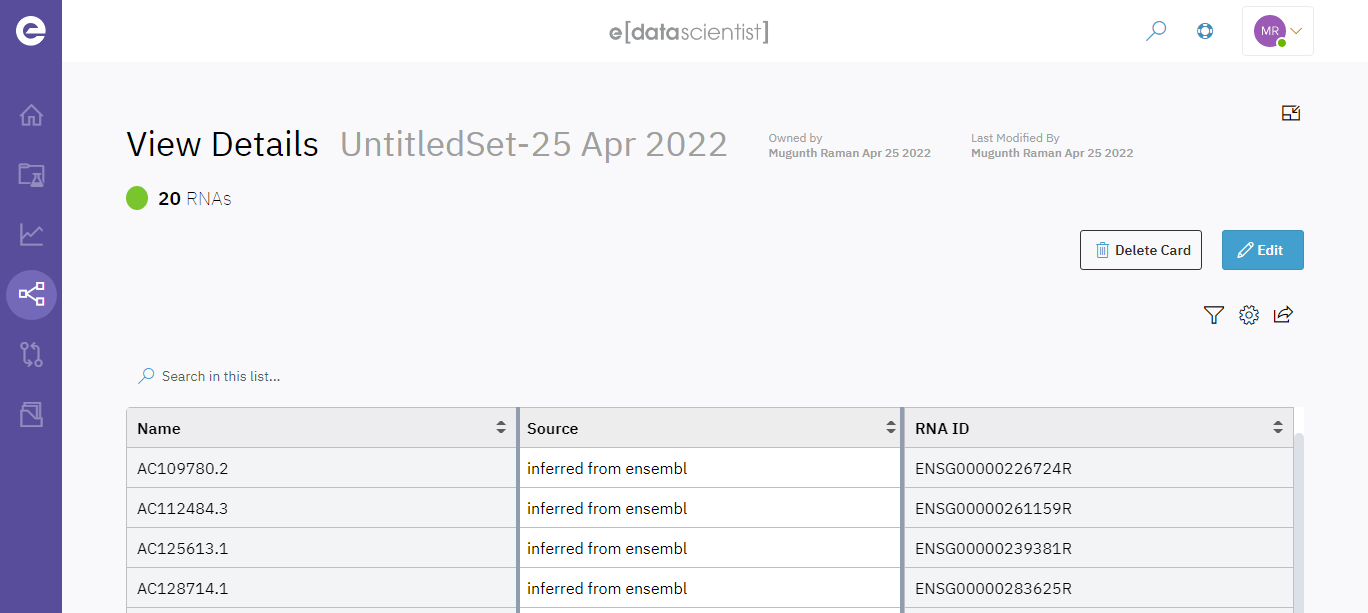 e
e[datascientist]
MR
View Details UntitledSet-25 Apr 2022
Owned by
Mugunth Raman Apr 25 2022
Last Modified By
Mugunth Raman Apr 25 2022
20 RNAs
Delete Card
Edit
Search in this list...
Name Source RNA ID
AC109780.2 inferred from ensembl ENSG00000226724R
AC112484.3 inferred from ensembl ENSG00000261159R
AC125613.1 inferred from ensembl ENSG00000239381R
AC128714.1 inferred from ensembl ENSG00000283625R